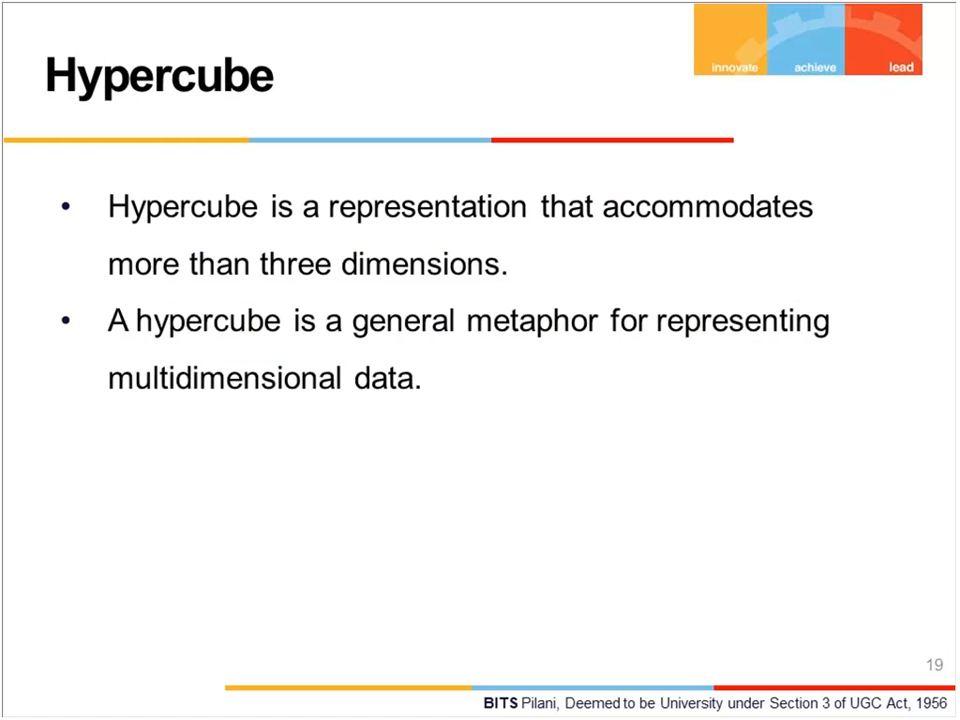 Hypercube
innovate achieve lead
• Hypercube is a representation that accommodates
more than three dimensions.
• A hypercube is a general metaphor for representing
multidimensional data.
19
BITS Pilani, Deemed to be University under Section 3 of UGC Act, 1956